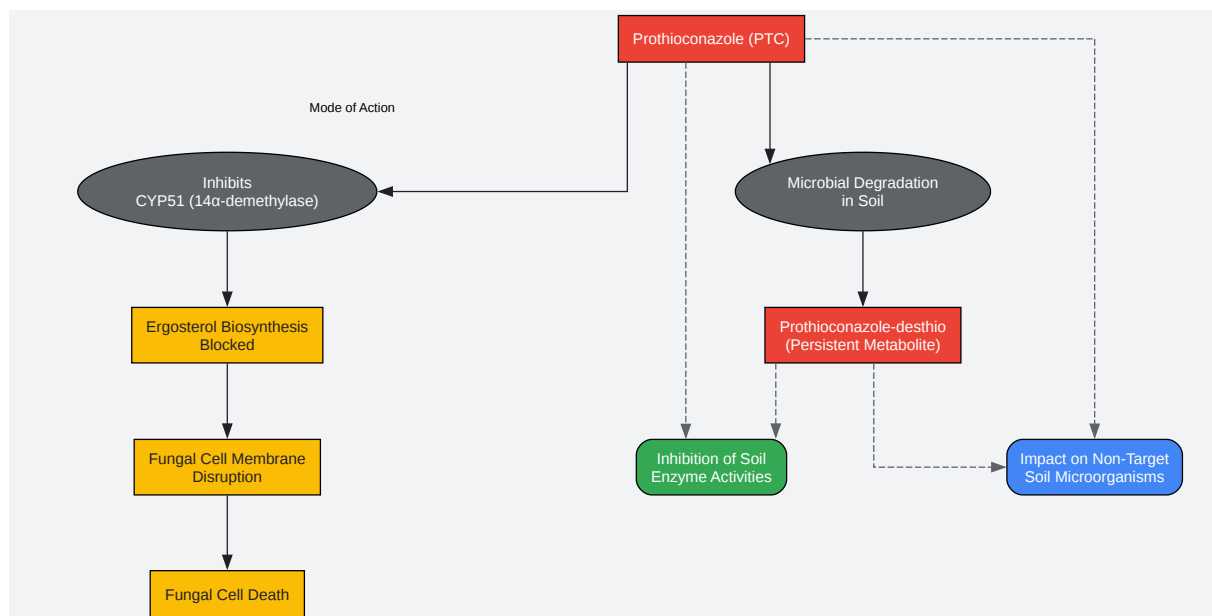 Prothioconazole (PTC)
Mode of Action
Inhibits
CYP51 (14α-demethylase)
Microbial Degradation
in Soil
Ergosterol Biosynthesis
Blocked
Prothioconazole-desthio
(Persistent Metabolite)
Fungal Cell Membrane
Disruption
Inhibition of Soil
Enzyme Activities
Impact on Non-Target
Soil Microorganisms
Fungal Cell Death